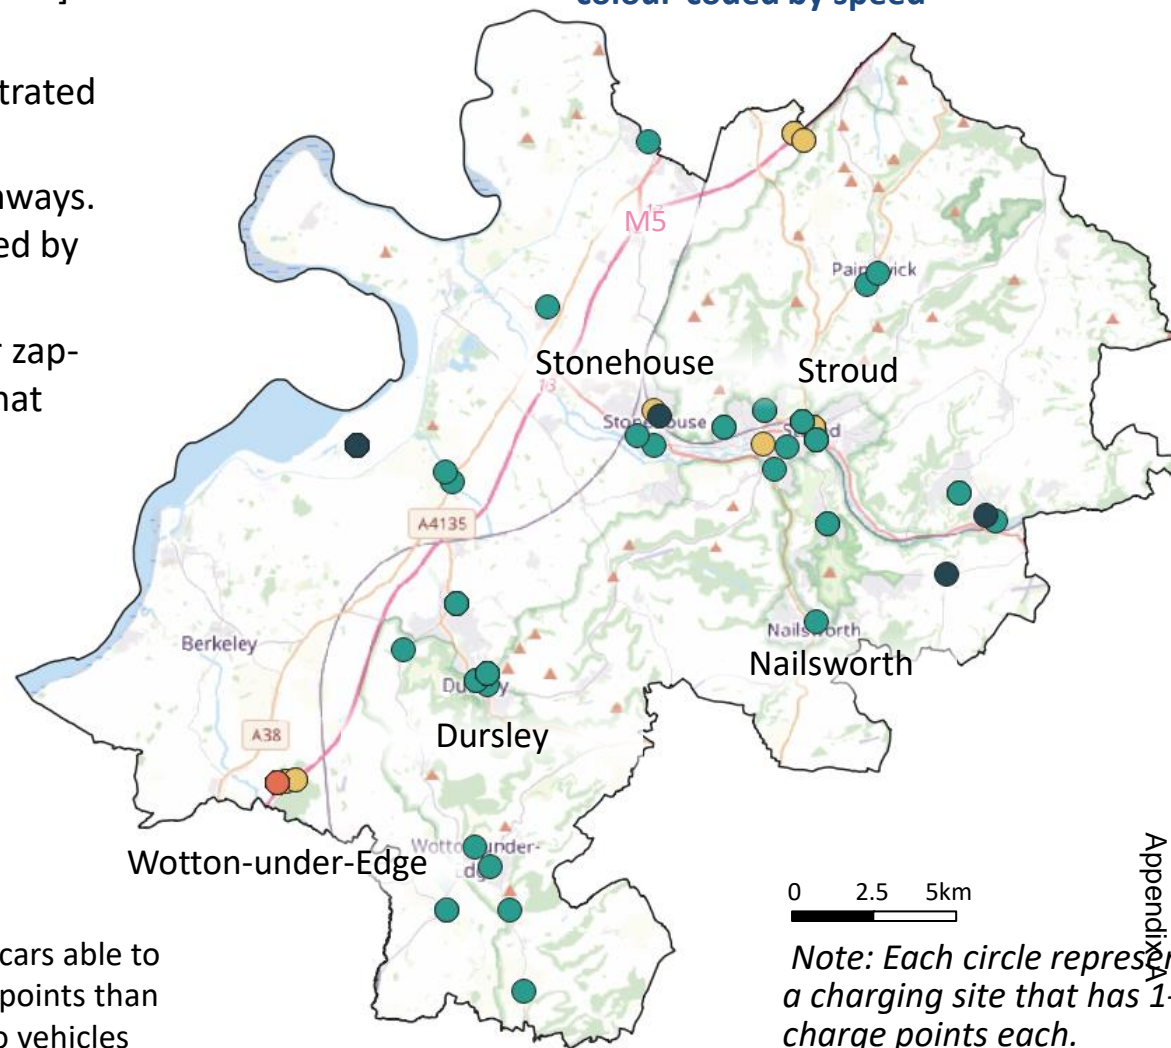 colour-coded by speed
trated
ways.
ed by
r zap-
hat
M5
Painswick
13
Stonehouse
Stroud
Stonehouse
Stroud
A4135
Berkeley
Nailsworth
Nailsworth
Dursley
Dursley
A38
Wotton-under-
Edge
Wotton-under-Edge
0 2.5 5km
cars able to
points than
o vehicles
Note: Each circle represen
a charging site that has 1-
charge points each.
Appendix A